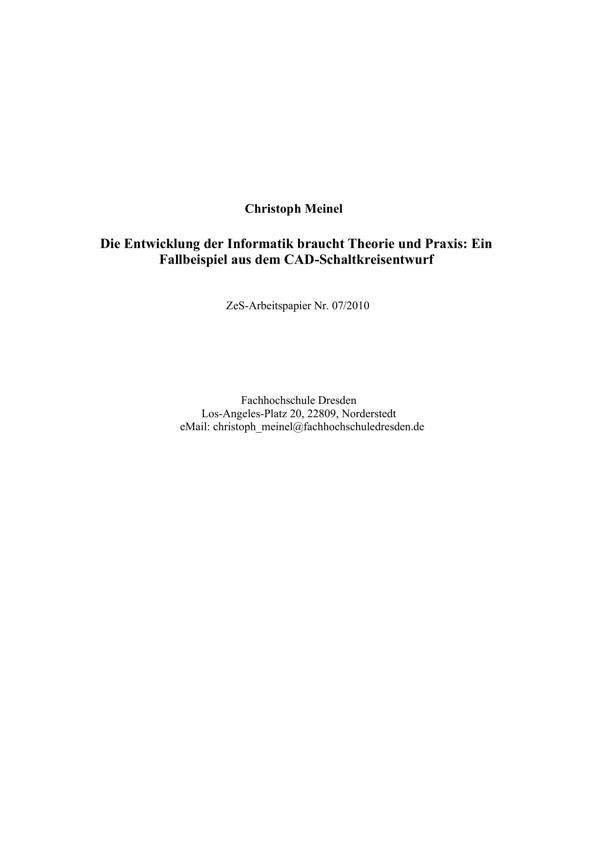 Christoph Meinel
Die Entwicklung der Informatik braucht Theorie und Praxis: Ein
Fallbeispiel aus dem CAD-Schaltkreisentwurf
ZeS-Arbeitspapier Nr. 07/2010
Fachhochschule Dresden
Los-Angeles-Platz 20, 22809, Norderstedt
eMail: christoph_meinel@fachhochschuledresden.de